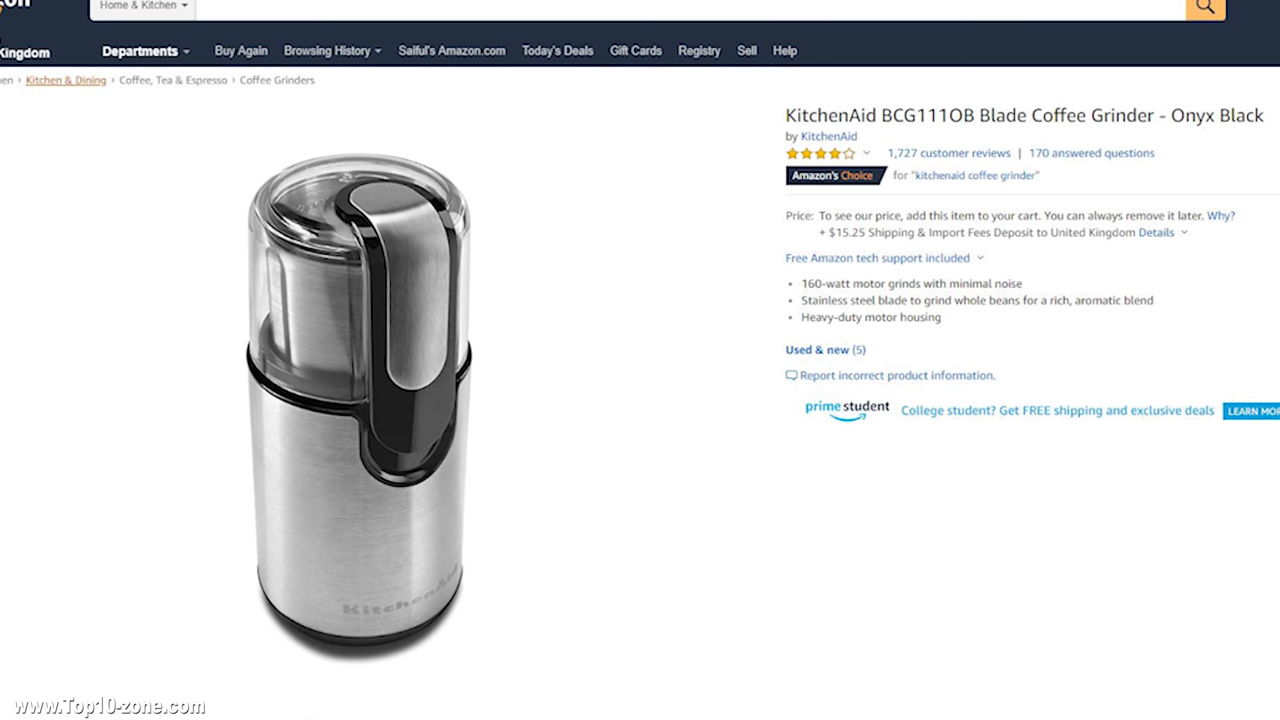 Home & Kitchen
Kingdom
Departments
Buy Again
Browsing History
Saiful's Amazon.com
Today's Deals
Gift Cards
Registry
Sell
Help
› Kitchen & Dining › Coffee, Tea & Espresso › Coffee Grinders
KitchenAid BCG111OB Blade Coffee Grinder - Onyx Black
by KitchenAid
1,727 customer reviews | 170 answered questions
Amazon's Choice for "kitchenaid coffee grinder"
Price: To see our price, add this item to your cart. You can always remove it later. Why?
+ $15.25 Shipping & Import Fees Deposit to United Kingdom Details
Free Amazon tech support included
• 160-watt motor grinds with minimal noise
• Stainless steel blade to grind whole beans for a rich, aromatic blend
• Heavy-duty motor housing
Used & new (5)
Report incorrect product information.
prime student College student? Get FREE shipping and exclusive deals LEARN MOR
KitchenAid
www.Top10-zone.com